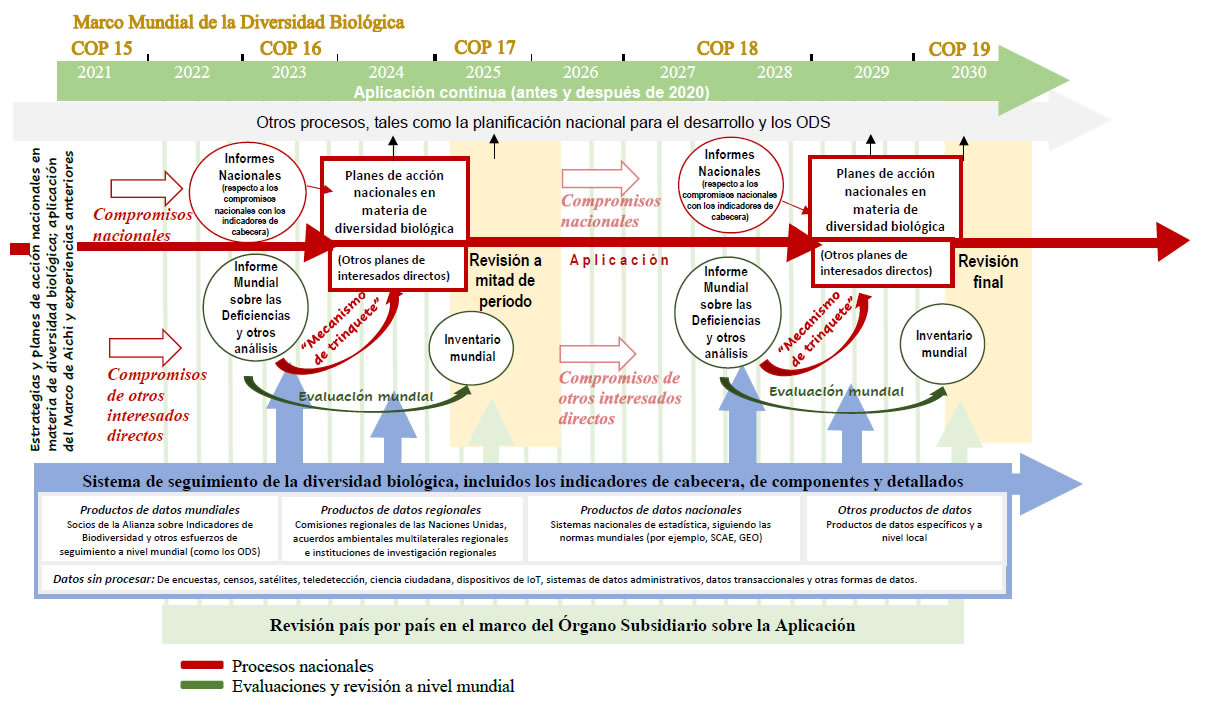 Marco Mundial de la Diversidad Biológica
COP 15
COP 16
COP 17
COP 18
COP 19
2021
2022
2023
2024
2025
2026
2027
2028
2029
2030
Aplicación continua (antes y después de 2020)
Otros procesos, tales como la planificación nacional para el desarrollo y los ODS
Estrategias y Planes de acción nacionales en
materia de diversidad biológica; aplicación
del Marco de Aichi y experiencias anteriores
Compromisos
nacionales
Compromisos
de otros
interesados
directos
Informes
Nacionales
(respecto a los
compromisos
nacionales con los
indicadores de
cabecera)
Planes de acción
nacionales en
materia de
diversidad biológica
(Otros planes de
interesados directos)
Informe
Mundial
sobre las
Deficiencias
y otros
análisis
“Mecanismo
de trinquete”
Evaluación mundial
Revisión a
mitad de
período
Inventario
mundial
Compromisos
nacionales
Aplicación
Compromisos de
otros interesados
directos
Informes
Nacionales
(respecto a los
compromisos nacionales
con los indicadores de
cabecera)
Planes de acción
nacionales en
materia de
diversidad biológica
(Otros planes de
interesados directos)
Informe
Mundial
sobre las
Deficiencias
y otros
análisis
“Mecanismo
de trinquete”
Evaluación mundial
Revisión
final
Inventario
mundial
Sistema de seguimiento de la diversidad biológica, incluidos los indicadores de cabecera, de componentes y detallados
Productos de datos mundiales
Socios de la Alianza sobre Indicadores de
Biodiversidad y otros esfuerzos de
seguimiento a nivel mundial (como los ODS)
Productos de datos regionales
Comisiones regionales de las Naciones Unidas,
acuerdos ambientales multilaterales regionales
e instituciones de investigación regionales
Productos de datos nacionales
Sistemas nacionales de estadística, siguiendo las
normas mundiales (por ejemplo, SCAE, GEO)
Otros productos de datos
Productos de datos específicos y a
nivel local
Datos sin procesar: De encuestas, censos, satélites, teledetección, ciencia ciudadana, dispositivos de IoT, sistemas de datos administrativos, datos transaccionales y otras formas de datos.
Revisión país por país en el marco del Órgano Subsidiario sobre la Aplicación
Procesos nacionales
Evaluaciones y revisión a nivel mundial